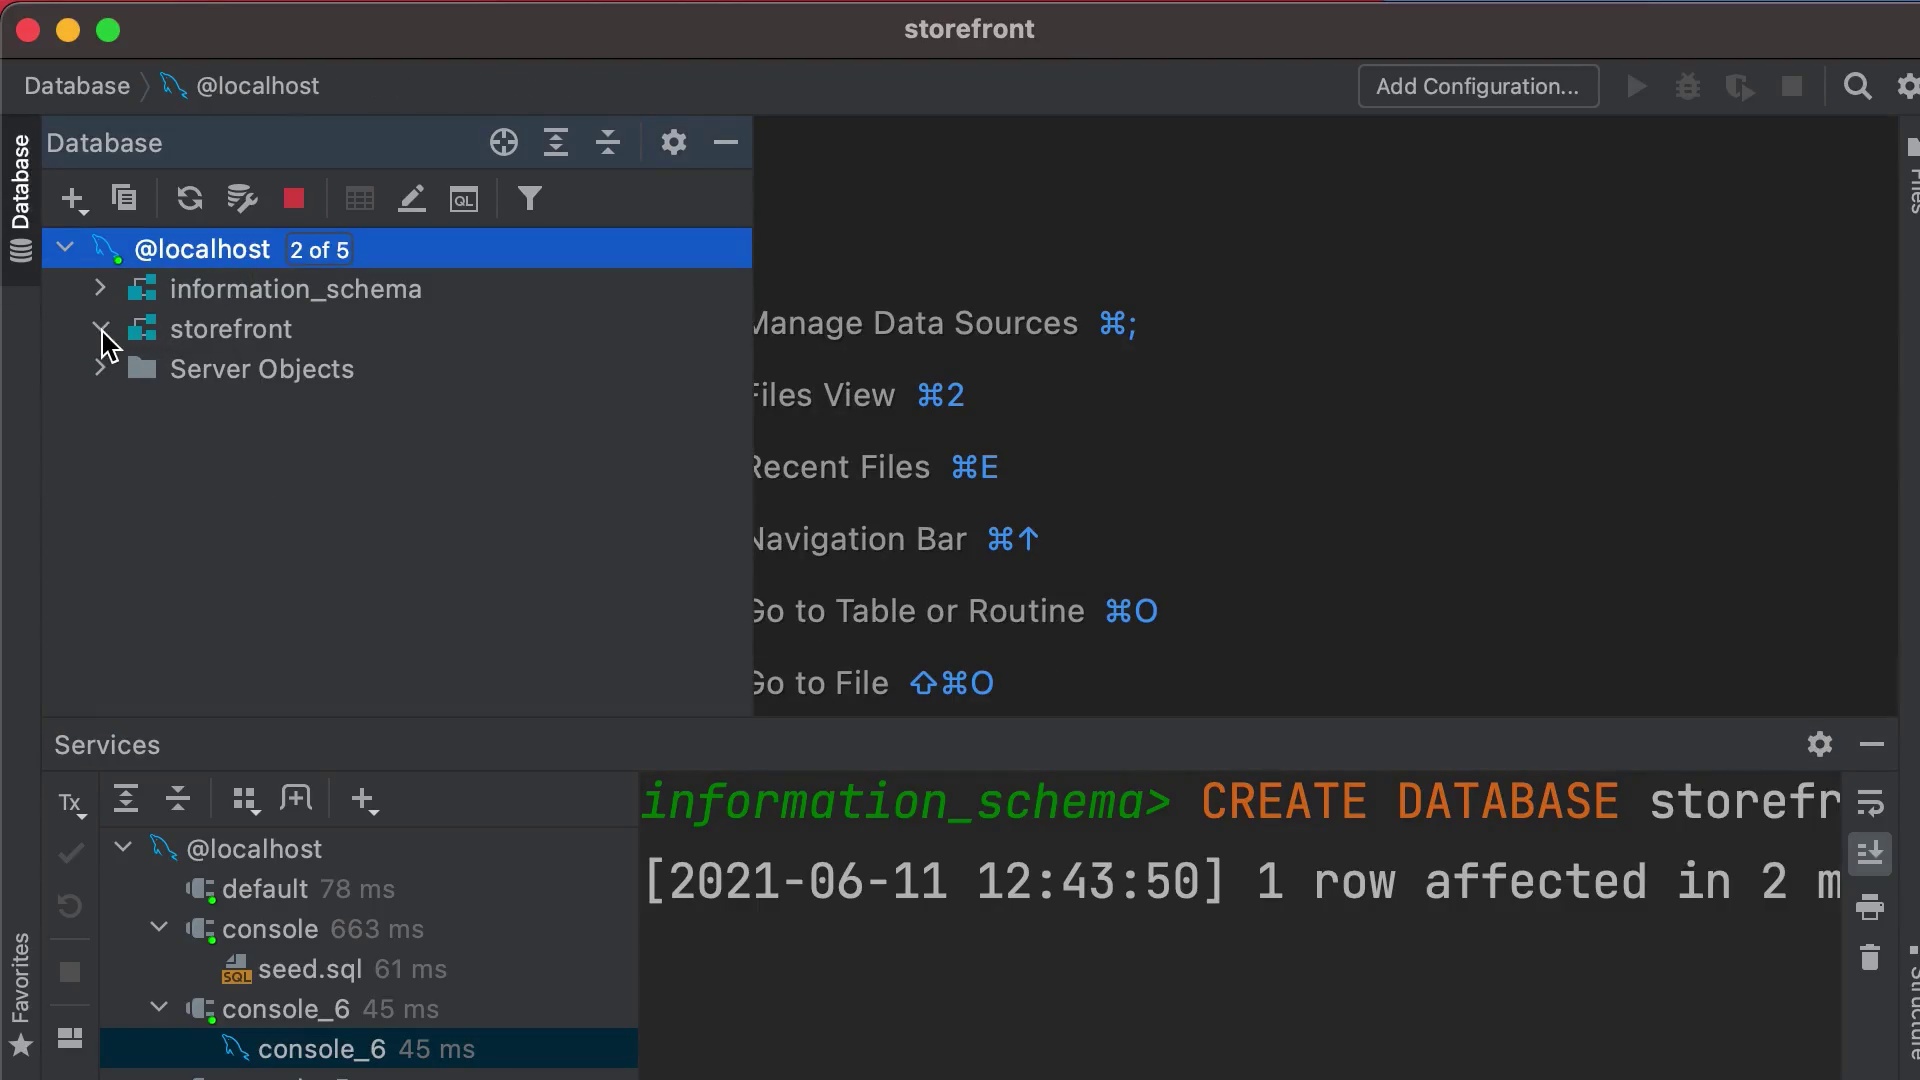 storefront
Database @localhost
Add Configuration...
Database
Database
@localhost 2 of 5
information_schema
storefront
Server Objects
Manage Data Sources ⌘;
Files View ⌘2
Recent Files ⌘E
Navigation Bar ⌘↑
Go to Table or Routine ⌘O
Go to File ⇧⌘O
Files
Services
Tx
@localhost
default 78 ms
console 663 ms
SQL seed.sql 61 ms
console_6 45 ms
console_6 45 ms
information_schema> CREATE DATABASE storefr
[2021-06-11 12:43:50] 1 row affected in 2 m
Favorites
Structure
QL